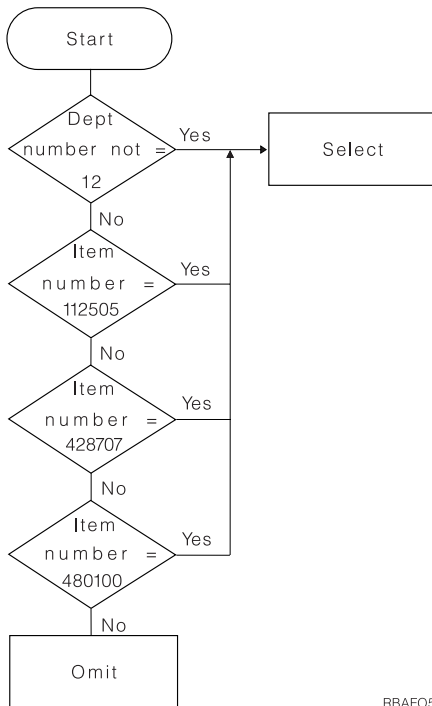 Start
Dept
number not =
12
Yes
Select
No
Item
number =
112505
Yes
No
Item
number =
428707
Yes
No
Item
number =
480100
Yes
No
Omit